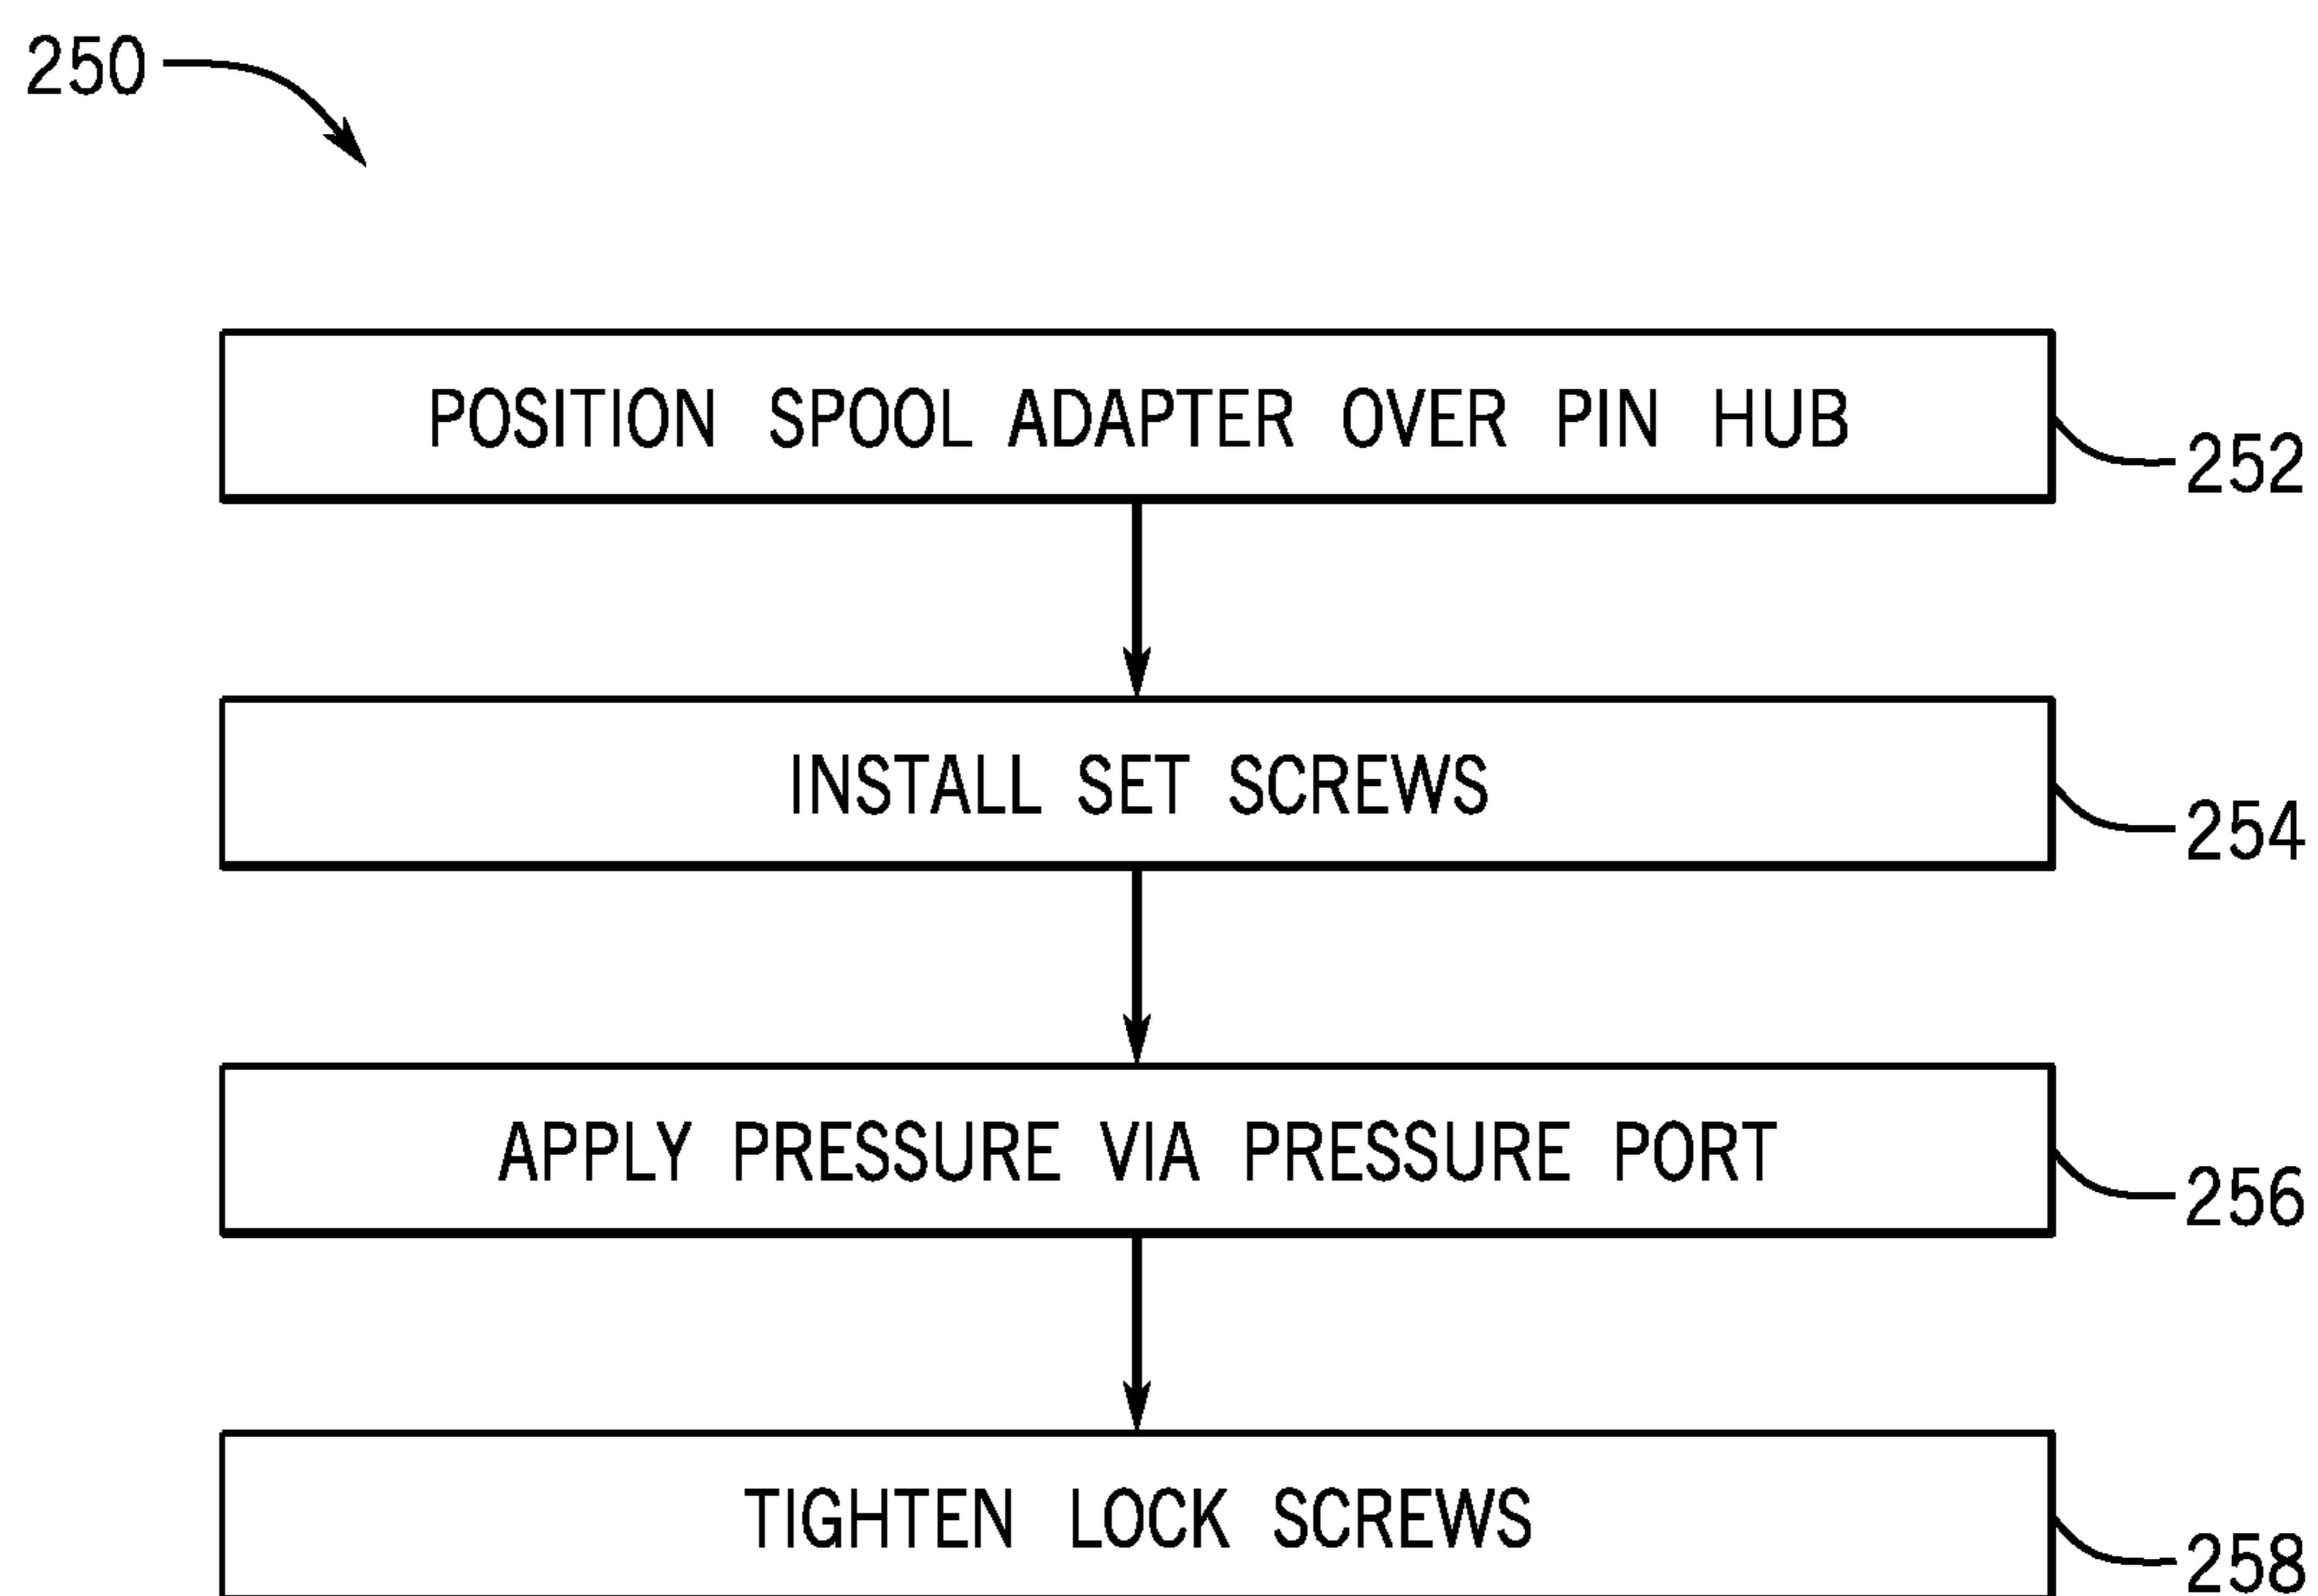 250
POSITION SPOOL ADAPTER OVER PIN HUB
252
INSTALL SET SCREWS
254
APPLY PRESSURE VIA PRESSURE PORT
256
TIGHTEN LOCK SCREWS
258